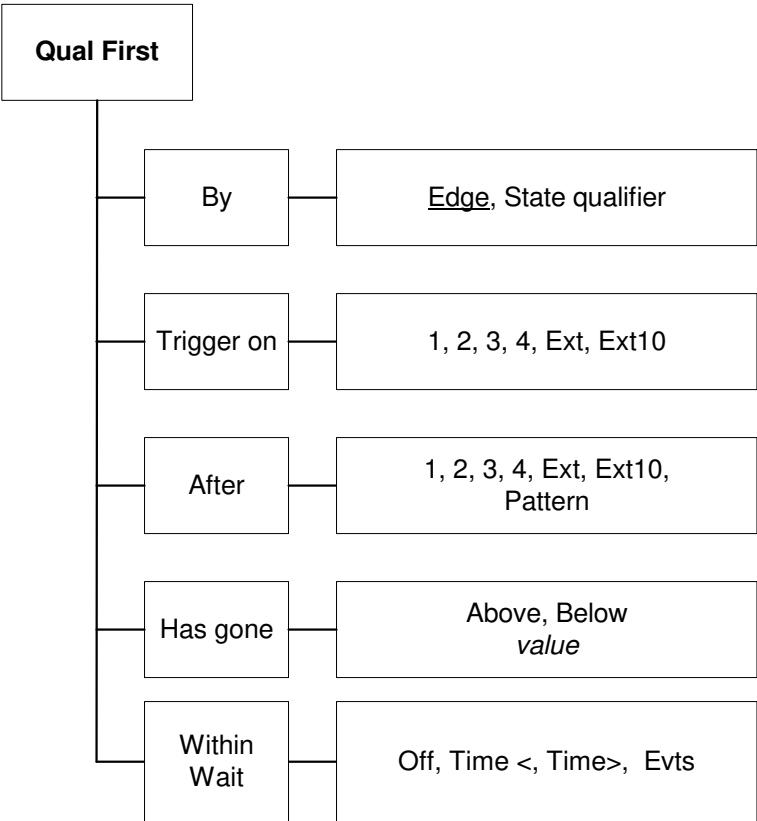 Qual First
By
Edge, State qualifier
Trigger on
1, 2, 3, 4, Ext, Ext10
After
1, 2, 3, 4, Ext, Ext10,
Pattern
Has gone
Above, Below
value
Within
Wait
Off, Time <, Time>, Evts